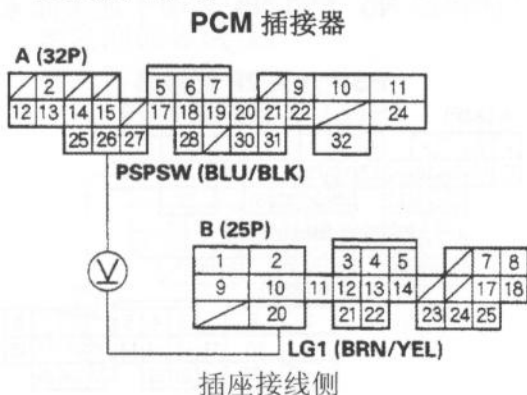 PCM 插接器
A (32P)
2 5 6 7 9 10 11
12 13 14 15 17 18 19 20 21 22 24
25 26 27 28 30 31 32
PSPSW (BLU/BLK)
V
B (25P)
1 2 3 4 5 7 8
9 10 11 12 13 14 17 18
20 21 22 23 24 25
LG1 (BRN/YEL)
插座接线侧